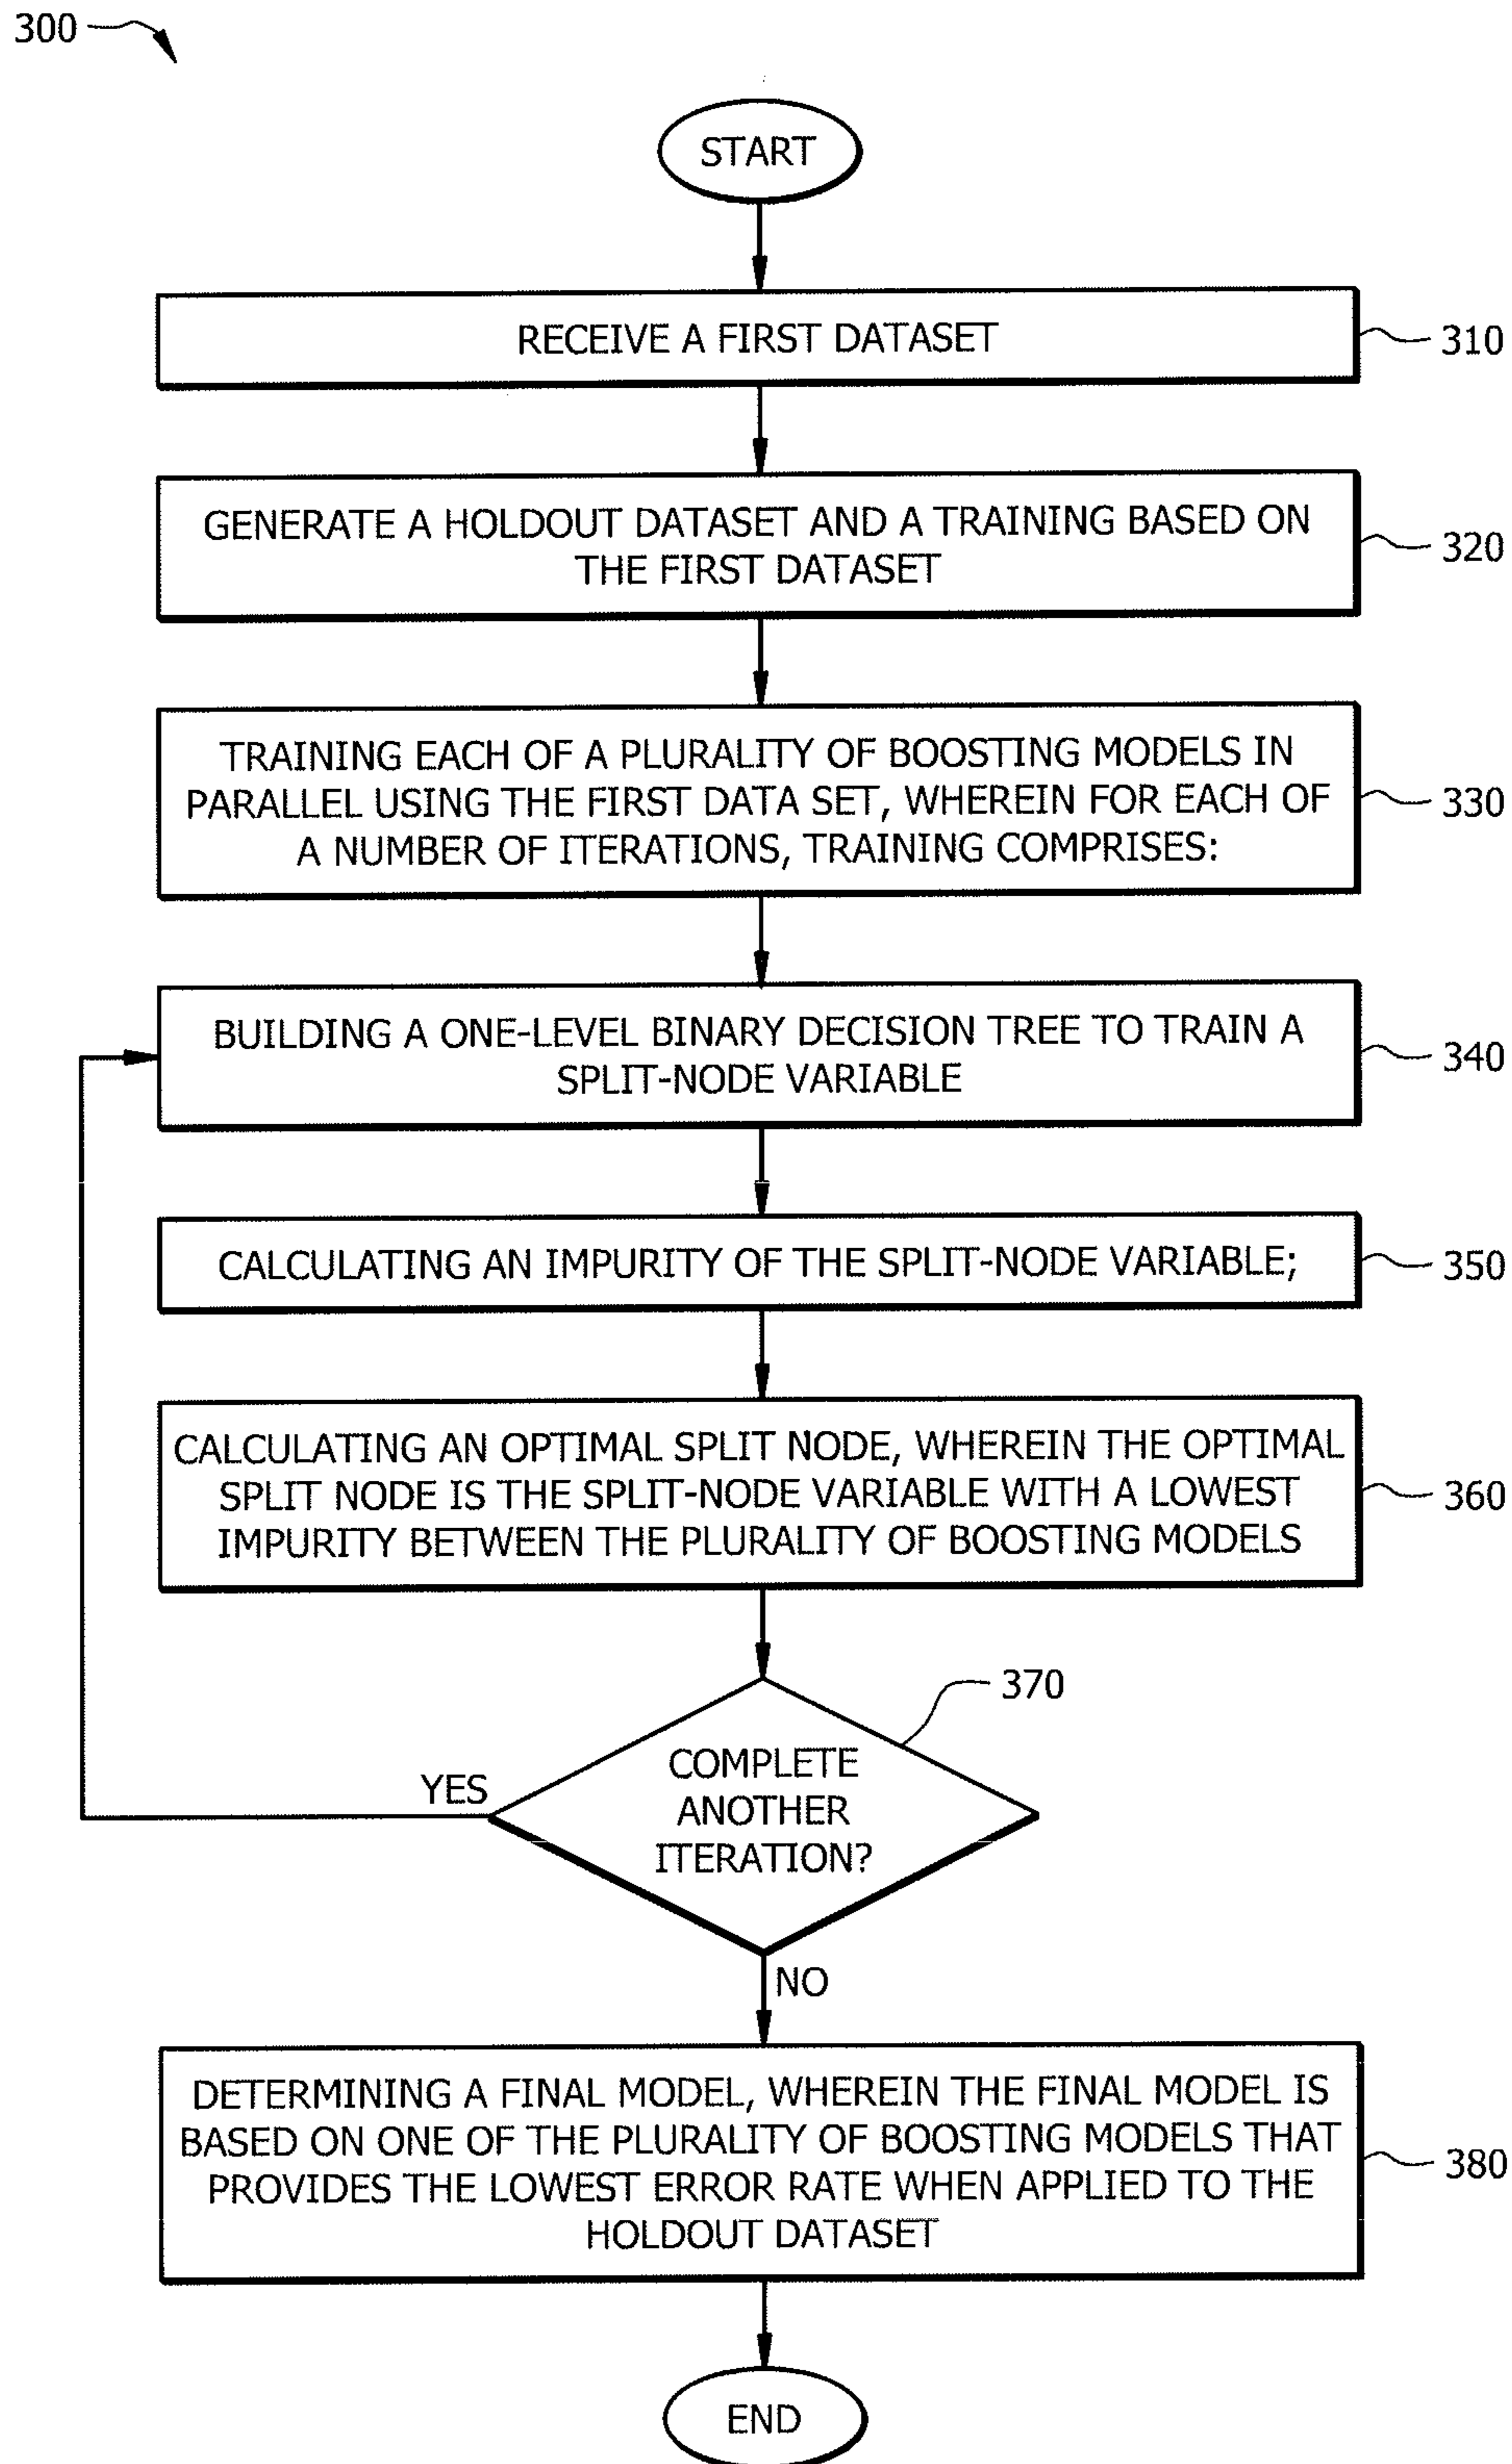 300
START
RECEIVE A FIRST DATASET
310
GENERATE A HOLDOUT DATASET AND A TRAINING BASED ON
THE FIRST DATASET
320
TRAINING EACH OF A PLURALITY OF BOOSTING MODELS IN
PARALLEL USING THE FIRST DATA SET, WHEREIN FOR EACH OF
A NUMBER OF ITERATIONS, TRAINING COMPRISES:
330
BUILDING A ONE-LEVEL BINARY DECISION TREE TO TRAIN A
SPLIT-NODE VARIABLE
340
CALCULATING AN IMPURITY OF THE SPLIT-NODE VARIABLE;
350
CALCULATING AN OPTIMAL SPLIT NODE, WHEREIN THE OPTIMAL
SPLIT NODE IS THE SPLIT-NODE VARIABLE WITH A LOWEST
IMPURITY BETWEEN THE PLURALITY OF BOOSTING MODELS
360
370
COMPLETE
ANOTHER
ITERATION?
YES
NO
DETERMINING A FINAL MODEL, WHEREIN THE FINAL MODEL IS
BASED ON ONE OF THE PLURALITY OF BOOSTING MODELS THAT
PROVIDES THE LOWEST ERROR RATE WHEN APPLIED TO THE
HOLDOUT DATASET
380
END